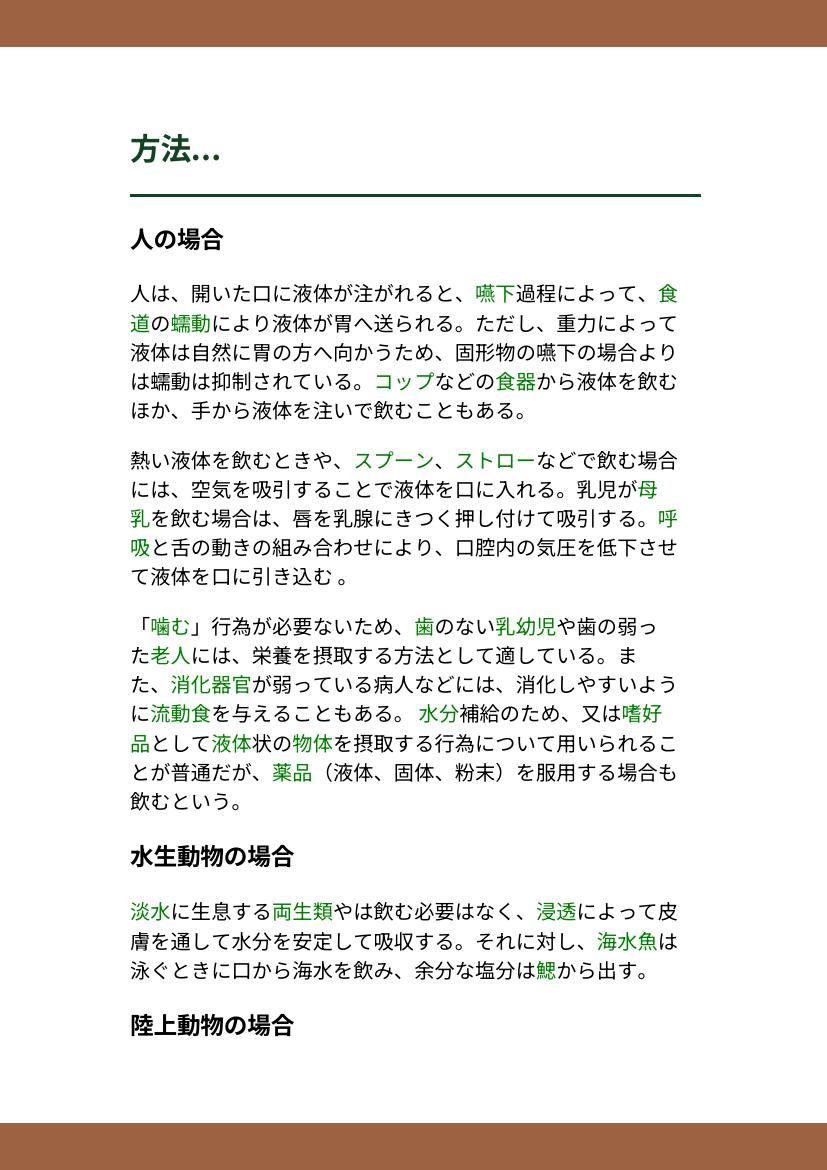 方法...
人の場合
人は、開いた口に液体が注がれると、嚥下過程によって、食
道の蠕動により液体が胃へ送られる。ただし、重力によって
液体は自然に胃の方へ向かうため、固形物の嚥下の場合より
は蠕動は抑制されている。コップなどの食器から液体を飲む
ほか、手から液体を注いで飲むこともある。
熱い液体を飲むときや、スプーン、ストローなどで飲む場合
には、空気を吸引することで液体を口に入れる。乳児が母
乳を飲む場合は、唇を乳腺にきつく押し付けて吸引する。呼
吸と舌の動きの組み合わせにより、口腔内の気圧を低下させ
て液体を口に引き込む 。
「噛む」行為が必要ないため、歯のない乳幼児や歯の弱っ
た老人には、栄養を摂取する方法として適している。ま
た、消化器官が弱っている病人などには、消化しやすいよう
に流動食を与えることもある。 水分補給のため、又は嗜好
品として液体状の物体を摂取する行為について用いられるこ
とが普通だが、薬品（液体、固体、粉末）を服用する場合も
飲むという。
水生動物の場合
淡水に生息する両生類やは飲む必要はなく、浸透によって皮
膚を通して水分を安定して吸収する。それに対し、海水魚は
泳ぐときに口から海水を飲み、余分な塩分は鰓から出す。
陸上動物の場合